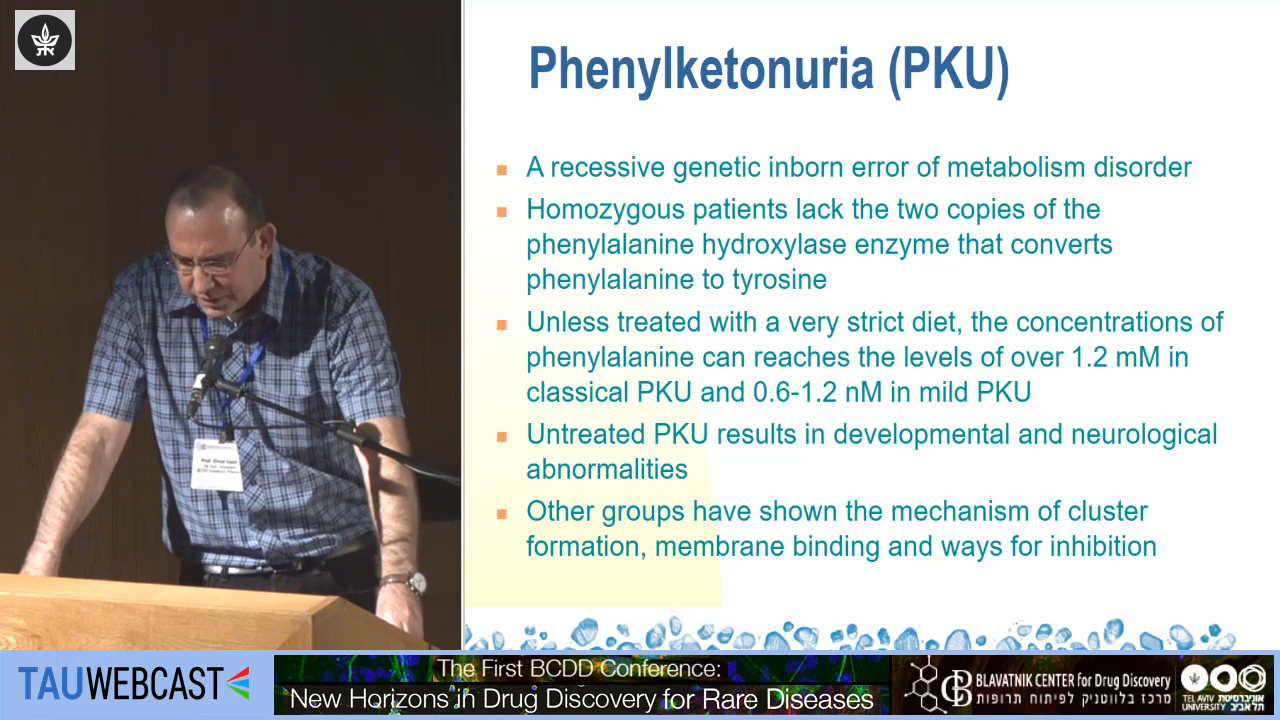 Phenylketonuria (PKU)
A recessive genetic inborn error of metabolism disorder
Homozygous patients lack the two copies of the
phenylalanine hydroxylase enzyme that converts
phenylalanine to tyrosine
Unless treated with a very strict diet, the concentrations of
phenylalanine can reaches the levels of over 1.2 mM in
classical PKU and 0.6-1.2 nM in mild PKU
Untreated PKU results in developmental and neurological
abnormalities
Other groups have shown the mechanism of cluster
formation, membrane binding and ways for inhibition
TAUWEBCAST
The First BCDD Conference:
New Horizons in Drug Discovery for Rare Diseases
BLAVATNIK CENTER for Drug Discovery
מרכז בלווטניק לפיתוח תרופות
TEL AVIV UNIVERSITY
אוניברסיטת תל אביב